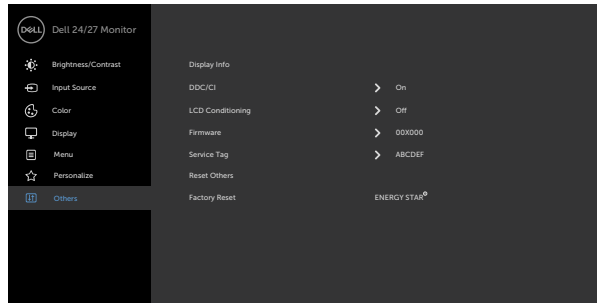 DELL Dell 24/27 Monitor
Brightness/Contrast Display Info
Input Source DDC/CI > On
Color LCD Conditioning > Off
Display Firmware > 00X000
Menu Service Tag > ABCDEF
Personalize Reset Others
Others Factory Reset ENERGY STAR